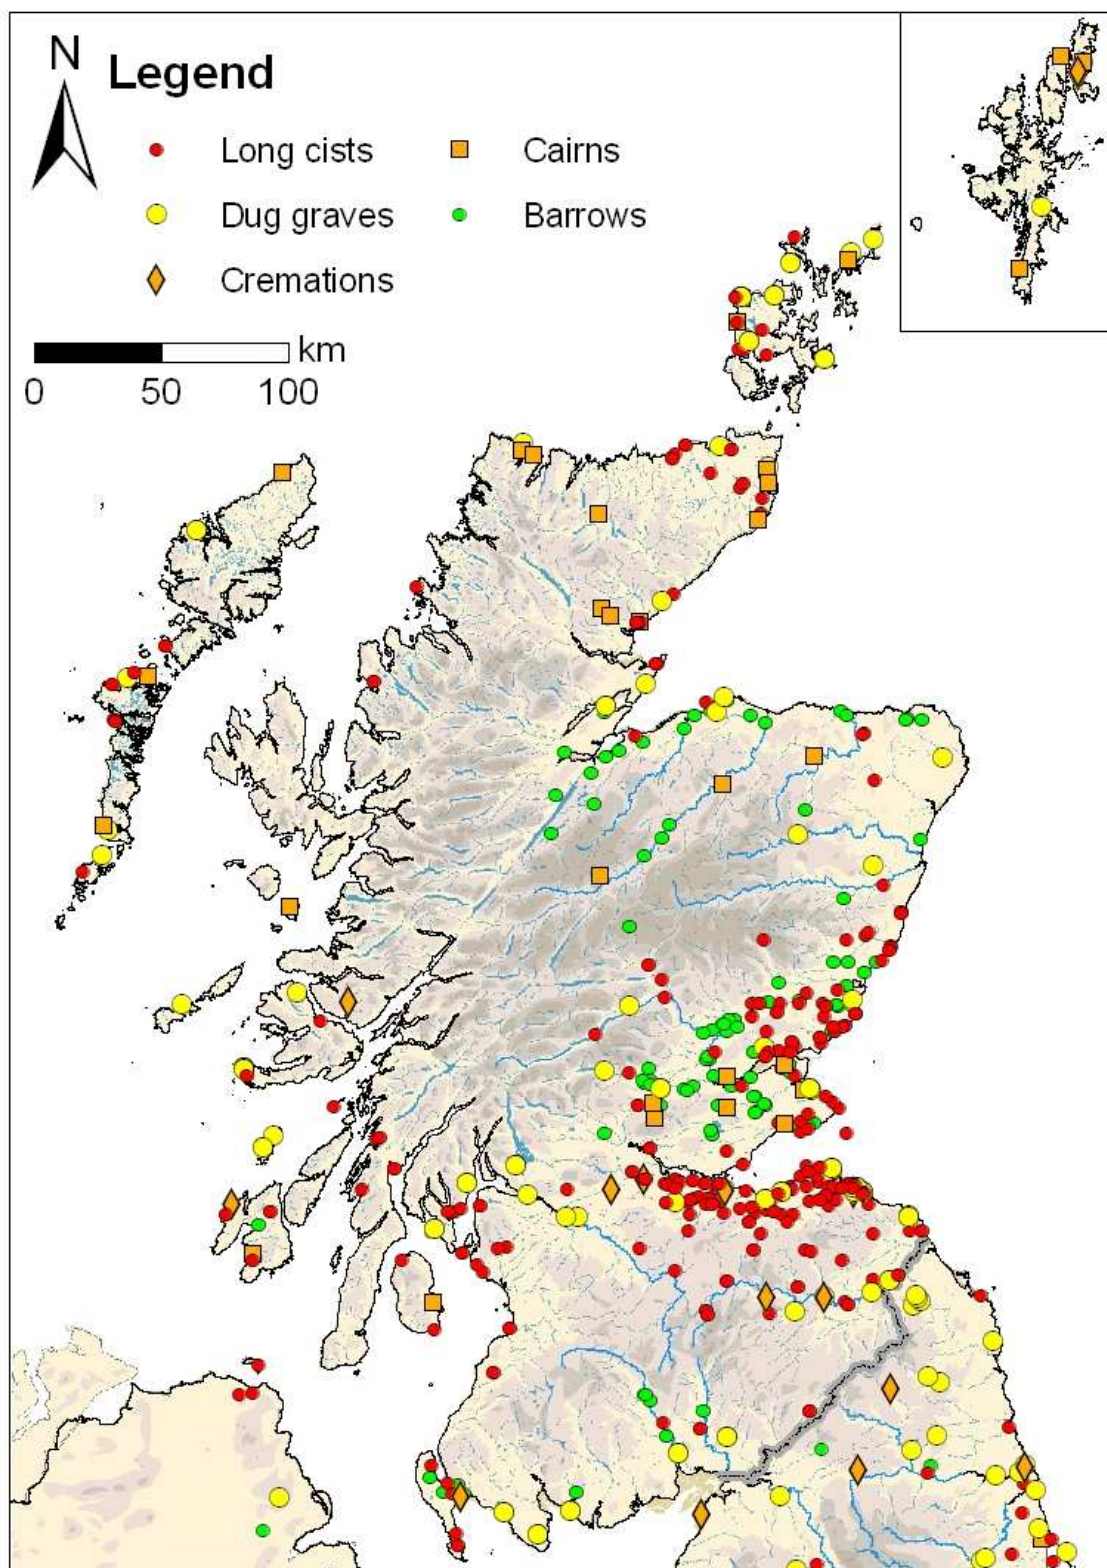 N
Legend
Long cists
Cairns
Dug graves
Barrows
Cremations
km
0 50 100